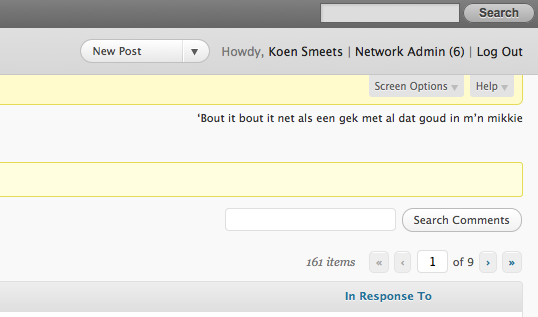 Search
New Post
Howdy, Koen Smeets | Network Admin (6) | Log Out
Screen Options Help
‘Bout it bout it net als een gek met al dat goud in m’n mikkie
Search Comments
161 items « ‹ 1 of 9 › »
In Response To